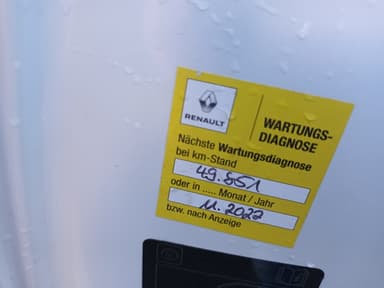 RENAULT
WARTUNGS-
DIAGNOSE
Nächste Wartungsdiagnose
bei km-Stand
49.851
oder in ..... Monat / Jahr
11.2022
bzw. nach Anzeige